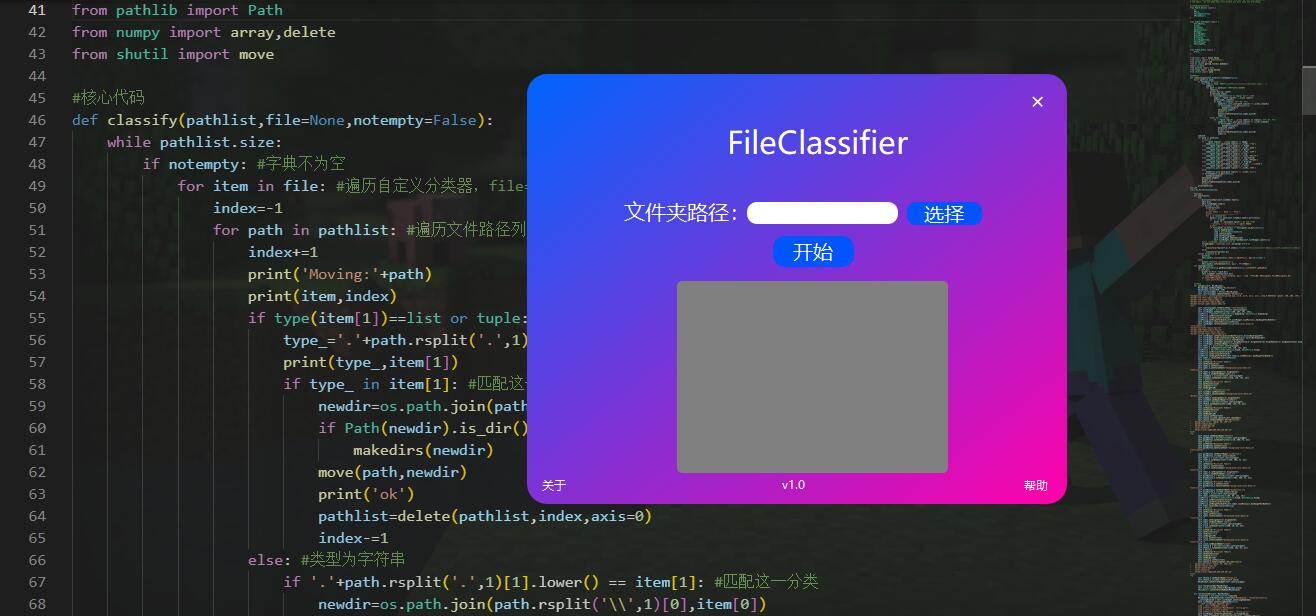 41 from pathlib import Path
42 from numpy import array,delete
43 from shutil import move
44
45 #核心代码
46 def classify(pathlist,file=None,notempty=False):
47 while pathlist.size:
48 if notempty: #字典不为空
49 for item in file: #遍历自定义分类器，file=
50 index=-1
51 for path in pathlist: #遍历文件路径列
52 index+=1
53 print('Moving:'+path)
54 print(item,index)
55 if type(item[1])==list or tuple:
56 type_='.'+path.rsplit('.',1)
57 print(type_,item[1])
58 if type_ in item[1]: #匹配这一
59 newdir=os.path.join(path
60 if Path(newdir).is_dir()
61 makedirs(newdir)
62 move(path,newdir)
63 print('ok')
64 pathlist=delete(pathlist,index,axis=0)
65 index-=1
66 else: #类型为字符串
67 if '.'+path.rsplit('.',1)[1].lower() == item[1]: #匹配这一分类
68 newdir=os.path.join(path.rsplit('\\',1)[0],item[0])
×
FileClassifier
文件夹路径: 选择
开始
关于 v1.0 帮助